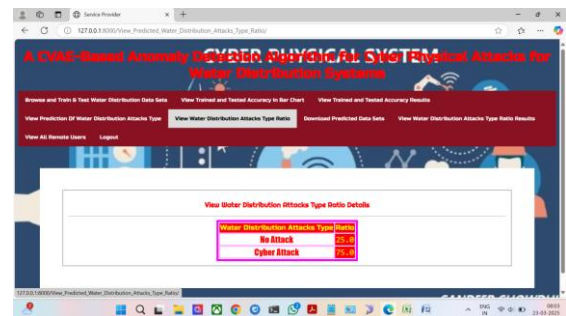 Service Provider
127.0.0.1:8000/View_Predicted_Water_Distribution_Attacks_Type_Ratio/
CYBER PHYSICAL SYSTEM
A CVAE-Based Anomaly Detection Algorithm for Cyber Physical Attacks for
Water Distribution Systems
Browse and Train & Test Water Distribution Data Sets View Trained and Tested Accuracy in Bar Chart View Trained and Tested Accuracy Results
View Prediction Of Water Distribution Attacks Type View Water Distribution Attacks Type Ratio Download Predicted Data Sets View Water Distribution Attacks Type Ratio Results
View All Remote Users Logout
View Water Distribution Attacks Type Ratio Details
Water Distribution Attacks Type Ratio
No Attack 25.0
Cyber Attack 75.0
127.0.0.1:8000/View_Predicted_Water_Distribution_Attacks_Type_Ratio/
ENG
IN
08:03
23-03-2025